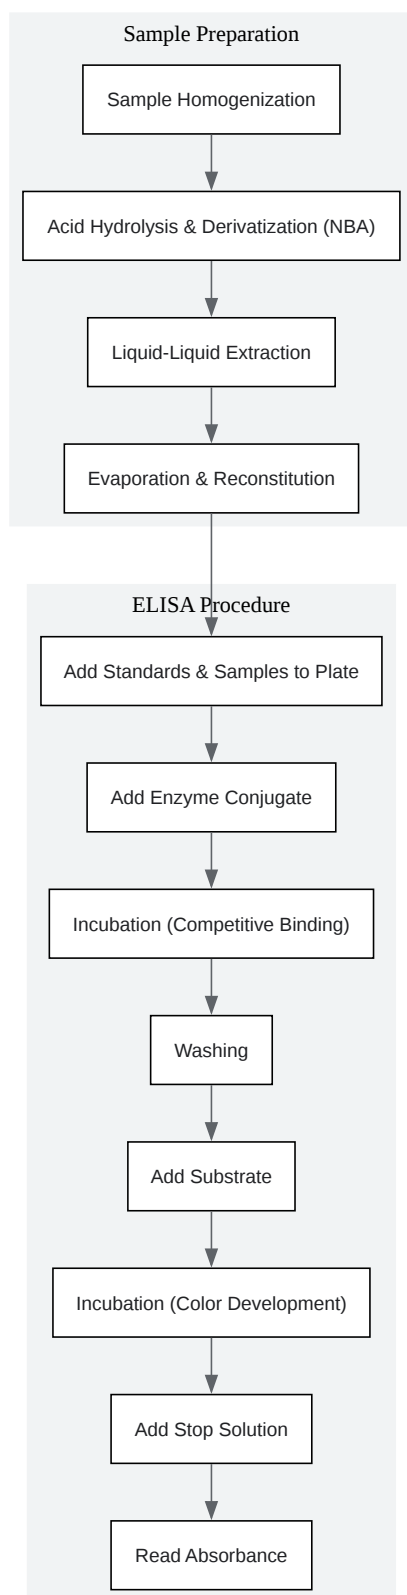 Sample Preparation
Sample Homogenization
Acid Hydrolysis & Derivatization (NBA)
Liquid-Liquid Extraction
Evaporation & Reconstitution
ELISA Procedure
Add Standards & Samples to Plate
Add Enzyme Conjugate
Incubation (Competitive Binding)
Washing
Add Substrate
Incubation (Color Development)
Add Stop Solution
Read Absorbance